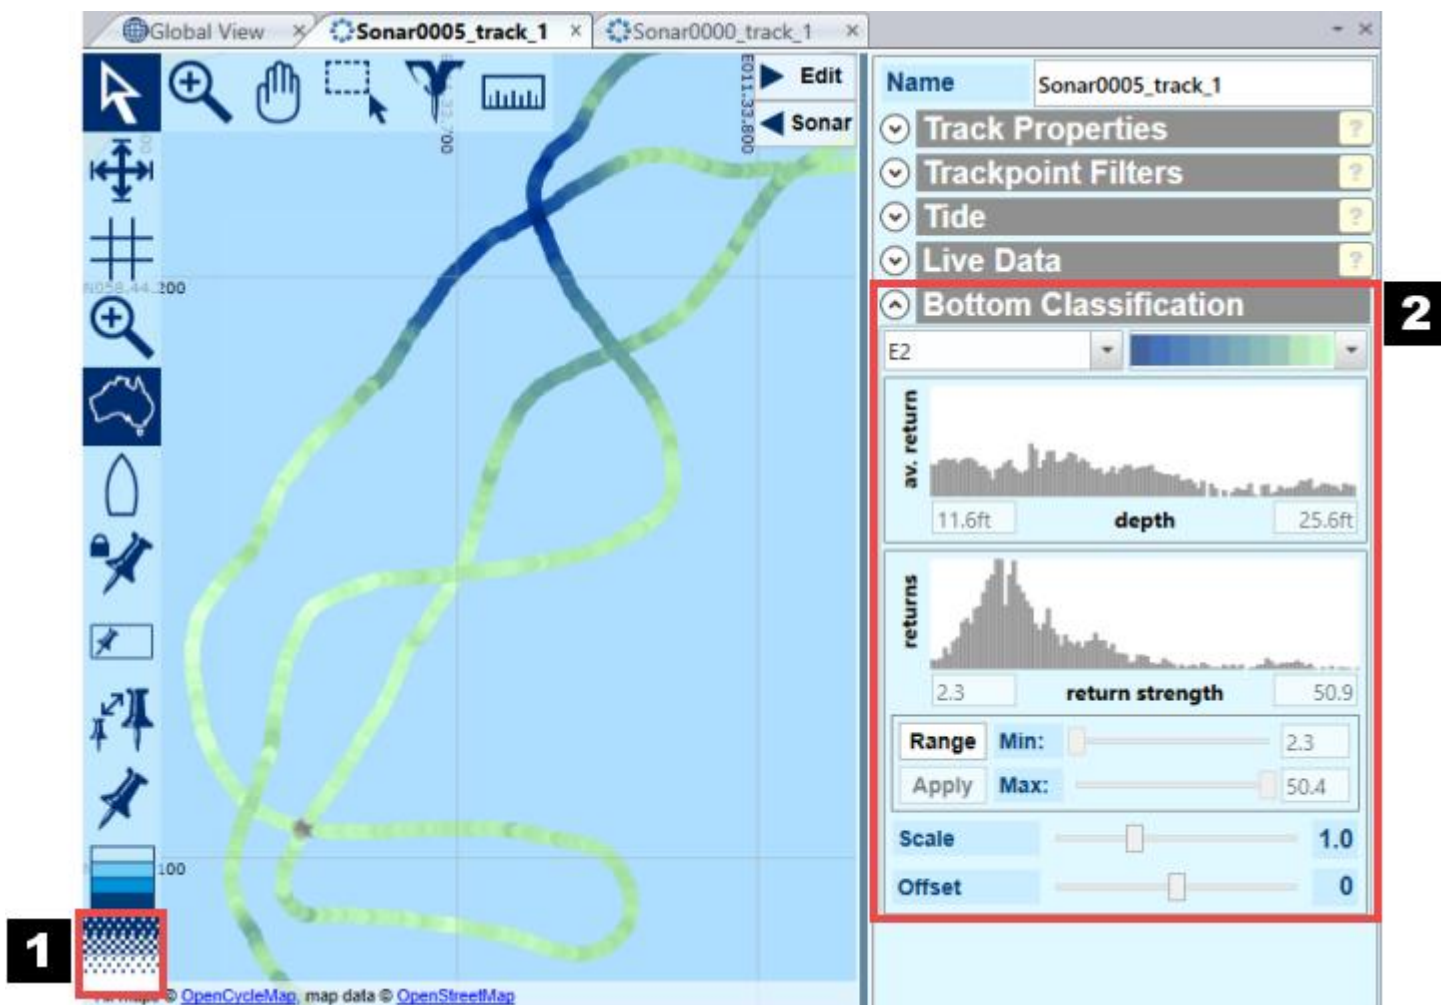 Global View
Sonar0005_track_1
Sonar0000_track_1
Edit
Sonar
E011.33.800
33.700
N058.44.200
100
1
2
Name
Sonar0005_track_1
Track Properties
?
Trackpoint Filters
?
Tide
?
Live Data
?
Bottom Classification
E2
av. return
11.6ft
depth
25.6ft
returns
2.3
return strength
50.9
Range
Min:
2.3
Apply
Max:
50.4
Scale
1.0
Offset
0
maps © OpenCycleMap, map data © OpenStreetMap